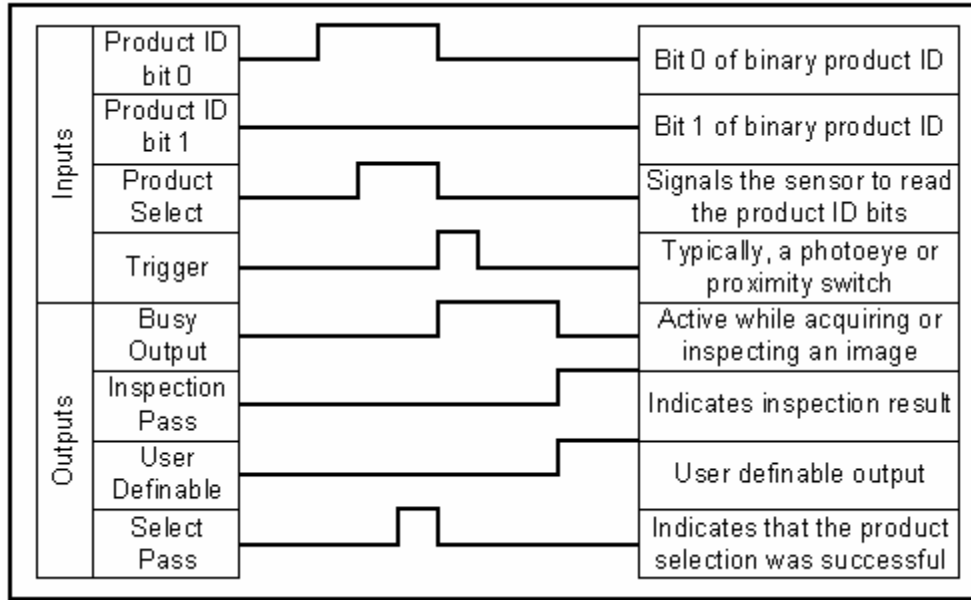 Inputs
Product ID
bit 0
Bit 0 of binary product ID
Product ID
bit 1
Bit 1 of binary product ID
Product
Select
Signals the sensor to read
the product ID bits
Trigger
Typically, a photoeye or
proximity switch
Outputs
Busy
Output
Active while acquiring or
inspecting an image
Inspection
Pass
Indicates inspection result
User
Definable
User definable output
Select
Pass
Indicates that the product
selection was successful